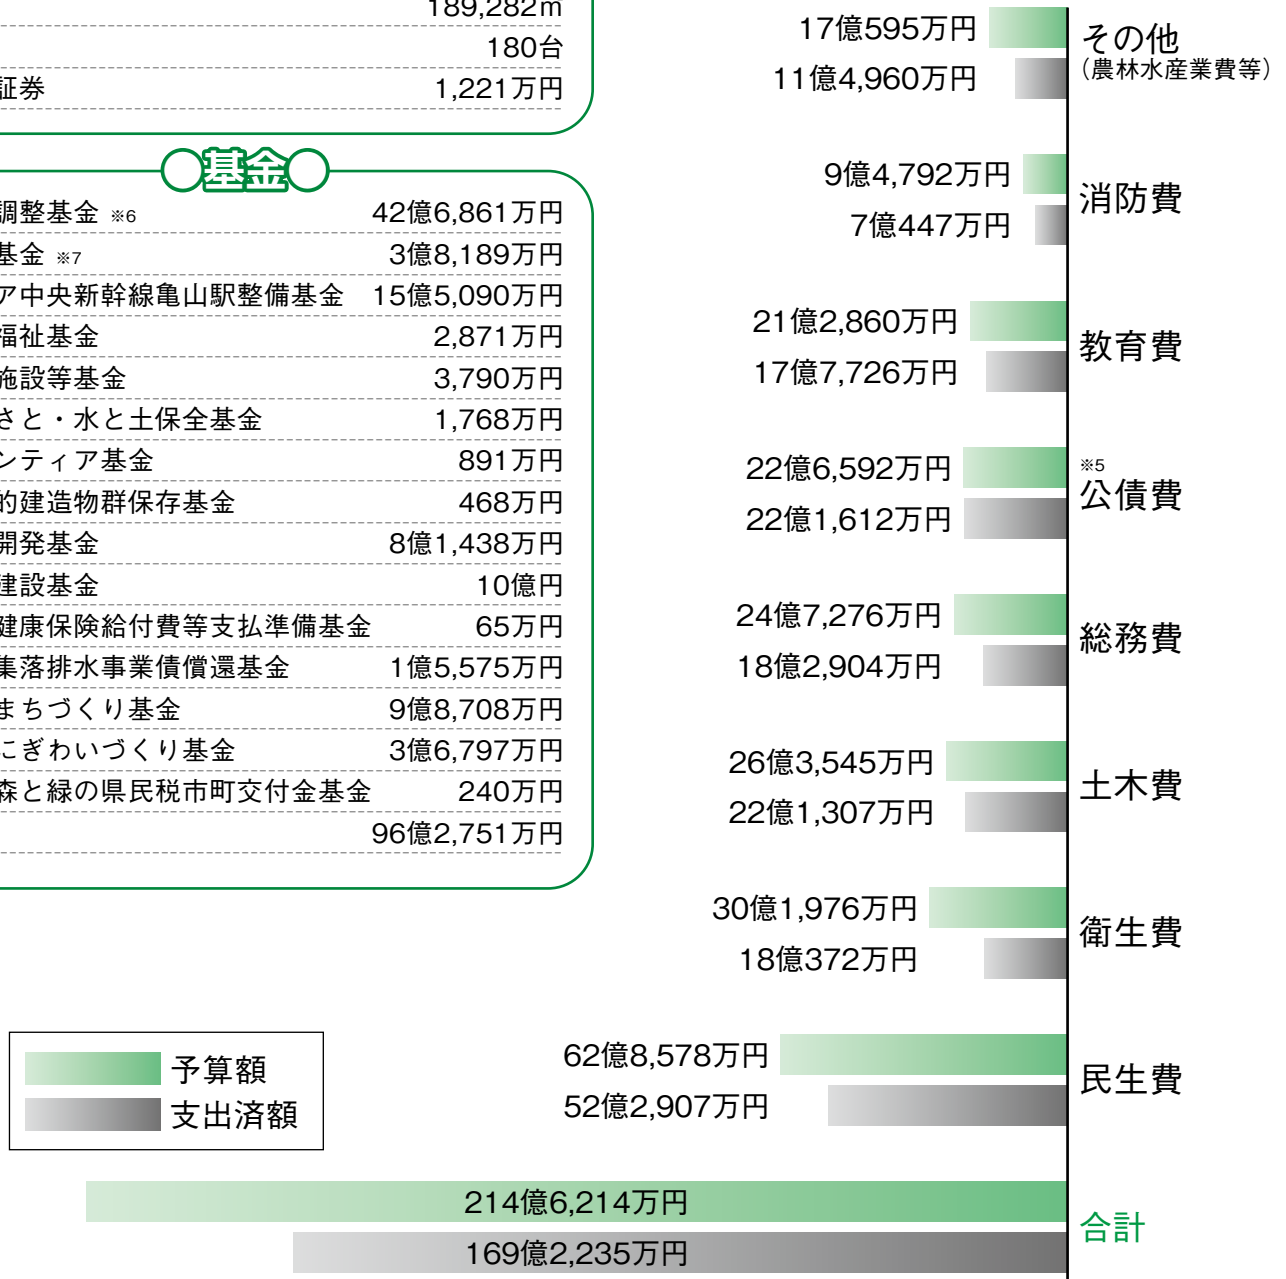 189,282㎡
180台
証券 1,221万円
基金
調整基金 ※6 42億6,861万円
基金 ※7 3億8,189万円
ア中央新幹線亀山駅整備基金 15億5,090万円
福祉基金 2,871万円
施設等基金 3,790万円
さと・水と土保全基金 1,768万円
ンティア基金 891万円
的建造物群保存基金 468万円
開発基金 8億1,438万円
建設基金 10億円
健康保険給付費等支払準備基金 65万円
集落排水事業債償還基金 1億5,575万円
まちづくり基金 9億8,708万円
にぎわいづくり基金 3億6,797万円
森と緑の県民税市町交付金基金 240万円
96億2,751万円
予算額
支出済額
17億595万円
11億4,960万円
その他
(農林水産業費等)
9億4,792万円
7億447万円
消防費
21億2,860万円
17億7,726万円
教育費
22億6,592万円
22億1,612万円
※5
公債費
24億7,276万円
18億2,904万円
総務費
26億3,545万円
22億1,307万円
土木費
30億1,976万円
18億372万円
衛生費
62億8,578万円
52億2,907万円
民生費
214億6,214万円
169億2,235万円
合計